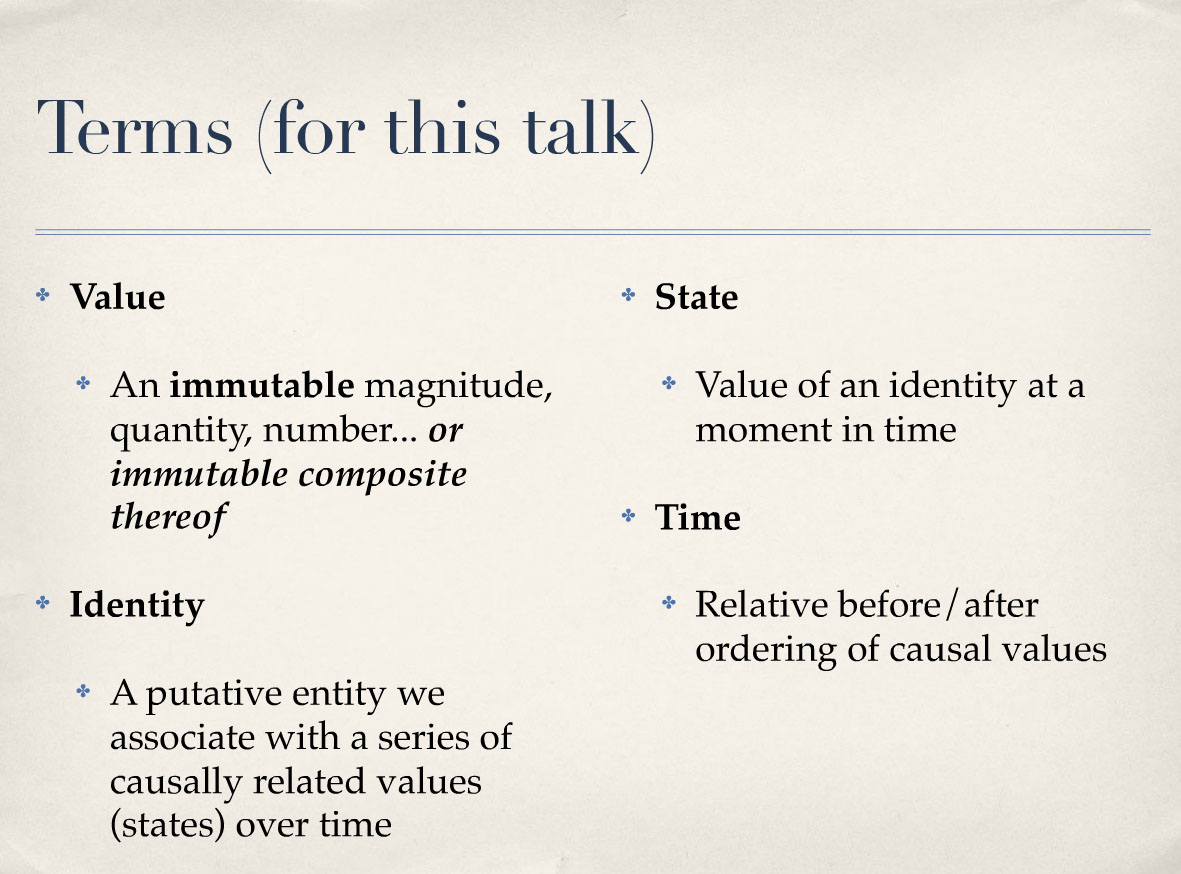 Terms (for this talk)
Value
An immutable magnitude,
quantity, number... or
immutable composite
thereof
Identity
A putative entity we
associate with a series of
causally related values
(states) over time
State
Value of an identity at a
moment in time
Time
Relative before/after
ordering of causal values